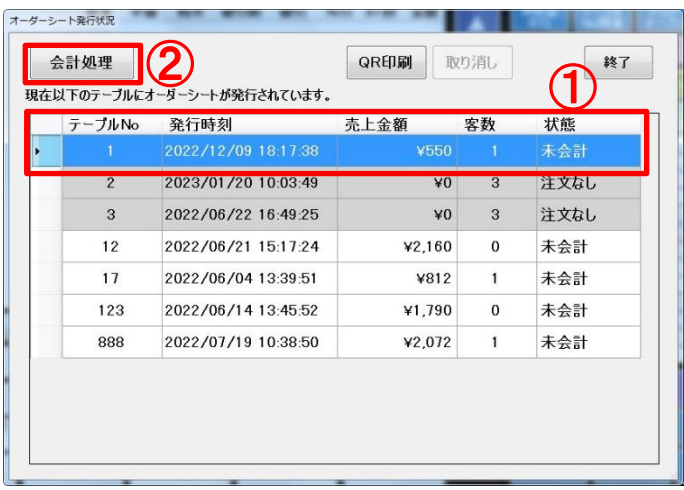 オーダーシート発行状況
会計処理 ② QR印刷 取り消し 終了
現在以下のテーブルにオーダーシートが発行されています。
①
テーブルNo 発行時刻 売上金額 客数 状態
1 2022/12/09 18:17:38 ¥550 1 未会計
2 2023/01/20 10:03:49 ¥0 3 注文なし
3 2022/06/22 16:49:25 ¥0 3 注文なし
12 2022/06/21 15:17:24 ¥2,160 0 未会計
17 2022/06/04 13:39:51 ¥812 1 未会計
123 2022/06/14 13:45:52 ¥1,790 0 未会計
888 2022/07/19 10:38:50 ¥2,072 1 未会計